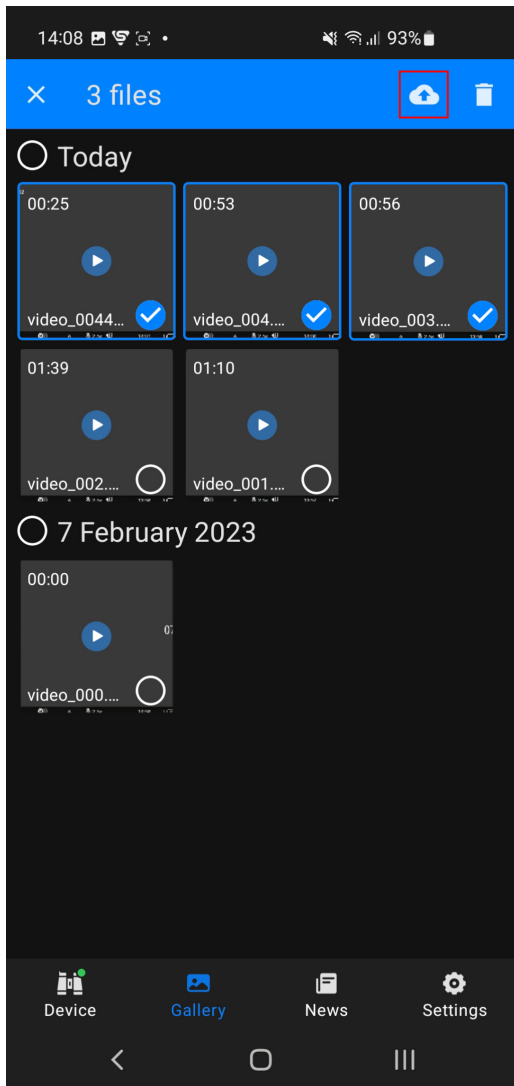 14:08 93%
3 files
Today
00:25 00:53 00:56
video_0044... video_004.... video_003....
01:39 01:10
video_002.... video_001....
7 February 2023
00:00
07
video_000....
Device Gallery News Settings